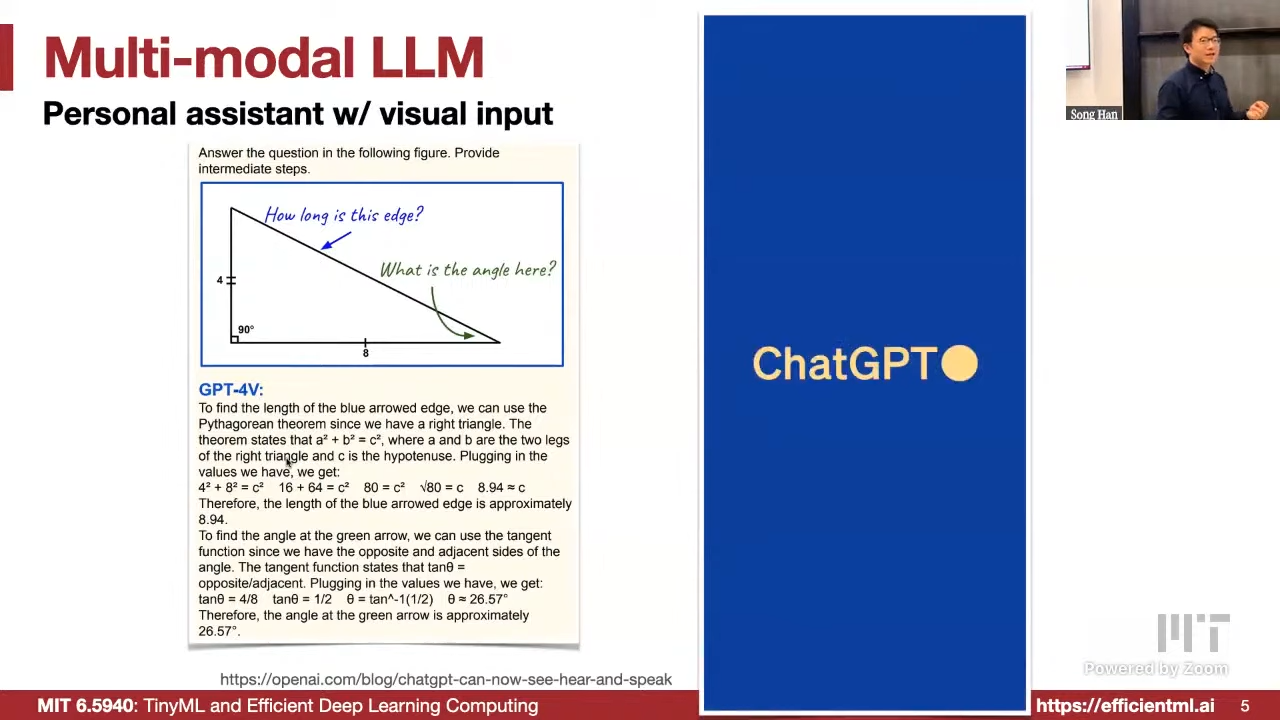 Multi-modal LLM
Personal assistant w/ visual input
Answer the question in the following figure. Provide
intermediate steps.
How long is this edge?
What is the angle here?
4
90°
8
GPT-4V:
To find the length of the blue arrowed edge, we can use the
Pythagorean theorem since we have a right triangle. The
theorem states that a² + b² = c², where a and b are the two legs
of the right triangle and c is the hypotenuse. Plugging in the
values we have, we get:
4² + 8² = c² 16 + 64 = c² 80 = c² √80 = c 8.94 ≈ c
Therefore, the length of the blue arrowed edge is approximately
8.94.
To find the angle at the green arrow, we can use the tangent
function since we have the opposite and adjacent sides of the
angle. The tangent function states that tanθ =
opposite/adjacent. Plugging in the values we have, we get:
tanθ = 4/8 tanθ = 1/2 θ = tan^-1(1/2) θ ≈ 26.57°
Therefore, the angle at the green arrow is approximately
26.57°.
https://openai.com/blog/chatgpt-can-now-see-hear-and-speak
ChatGPT
Song Han
MIT
Powered by Zoom
MIT 6.5940: TinyML and Efficient Deep Learning Computing
https://efficientml.ai
5